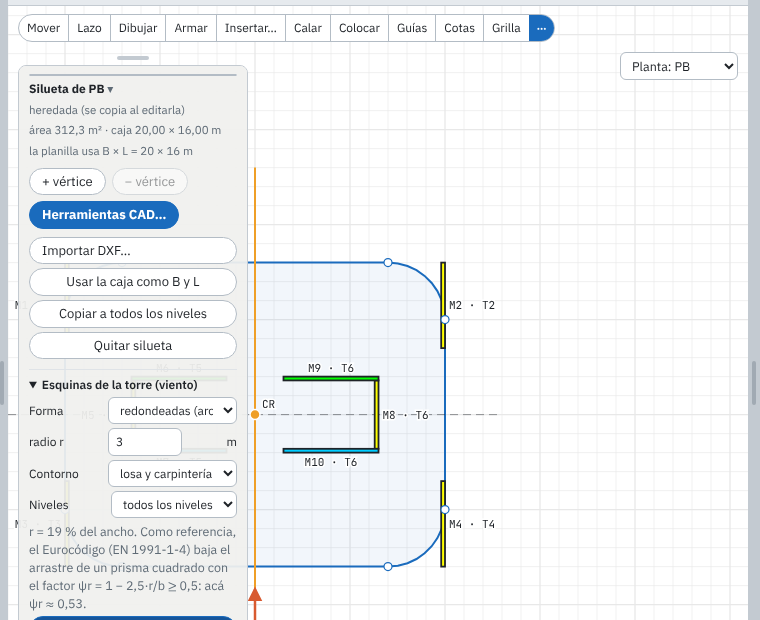 Mover Lazo Dibujar Armar Insertar... Calar Colocar Guías Cotas Grilla ...
Planta: PB
Silueta de PB ▾
heredada (se copia al editarla)
área 312,3 m² · caja 20,00 × 16,00 m
la planilla usa B × L = 20 × 16 m
+ vértice − vértice
Herramientas CAD...
Importar DXF...
Usar la caja como B y L
Copiar a todos los niveles
Quitar silueta
▼ Esquinas de la torre (viento)
Forma redondeadas (arc
radio r 3 m
Contorno losa y carpintería
Niveles todos los niveles
r = 19 % del ancho. Como referencia,
el Eurocódigo (EN 1991-1-4) baja el
arrastre de un prisma cuadrado con
el factor ψr = 1 − 2,5·r/b ≥ 0,5: acá
ψr ≈ 0,53.
M2 · T2
M9 · T6
CR
M8 · T6
M10 · T6
M4 · T4